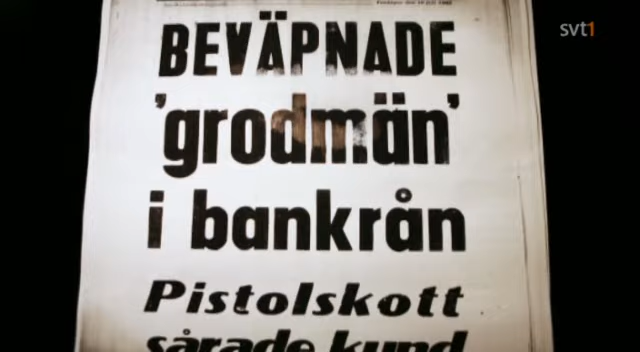 svt1
BEVÄPNADE
'grodmän'
i bankrån
Pistolskott
sårade kund